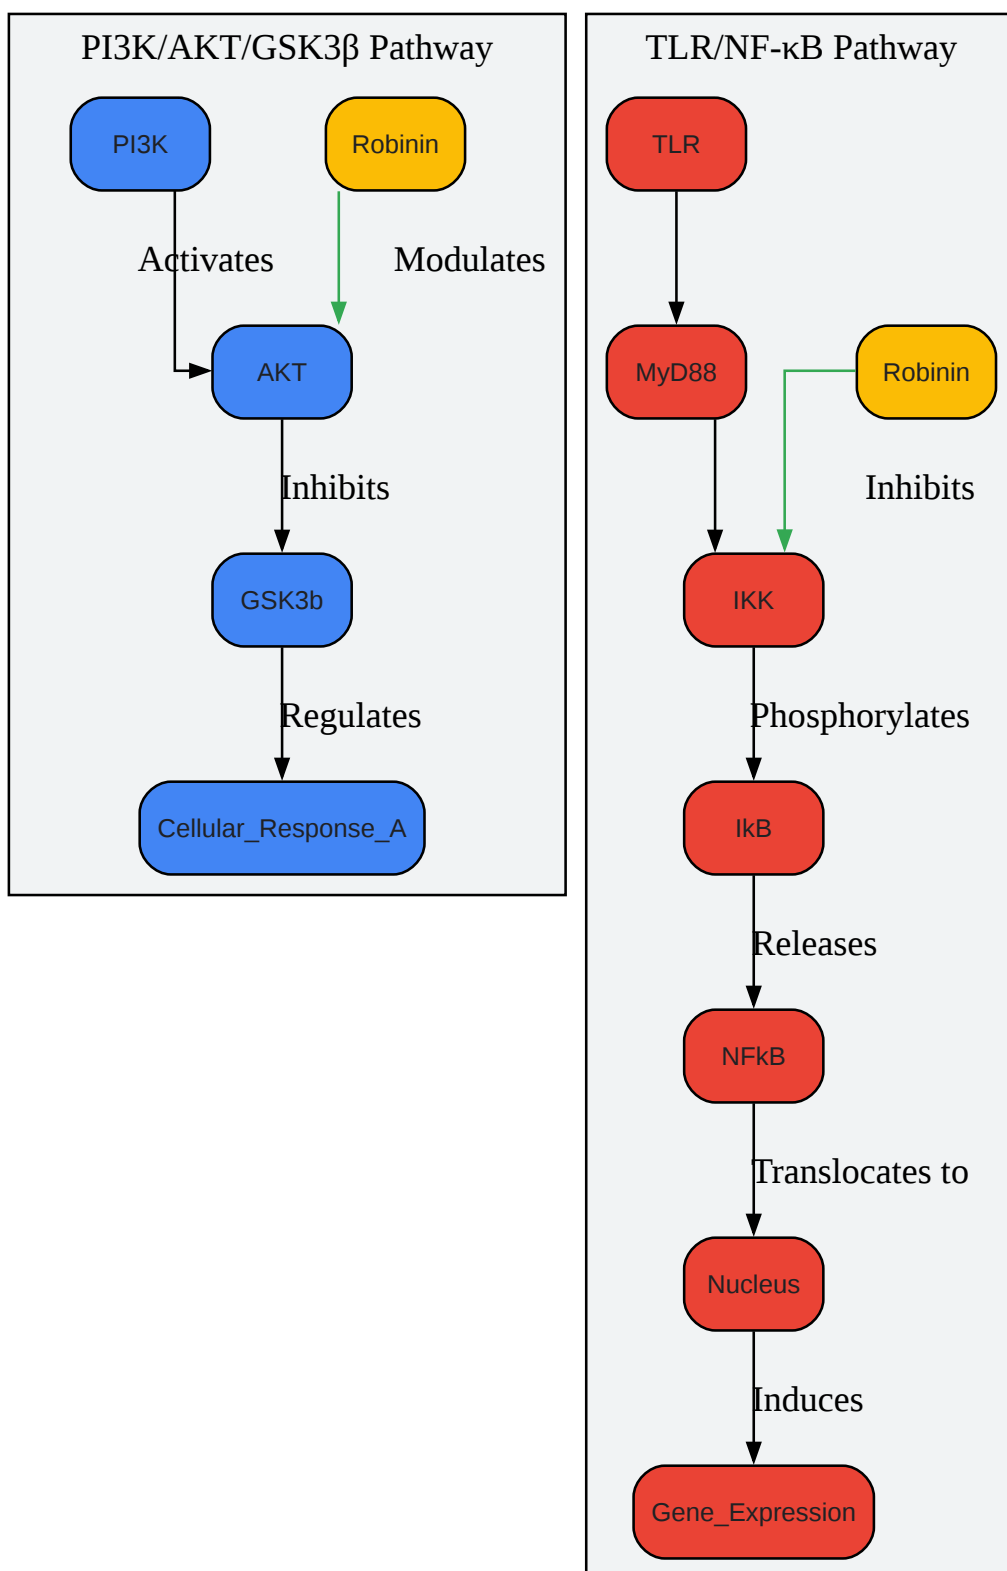 PI3K/AKT/GSK3β Pathway
PI3K
Robinin
Activates
Modulates
AKT
Inhibits
GSK3b
Regulates
Cellular_Response_A
TLR/NF-κB Pathway
TLR
MyD88
Robinin
Inhibits
IKK
Phosphorylates
IkB
Releases
NFkB
Translocates to
Nucleus
Induces
Gene_Expression